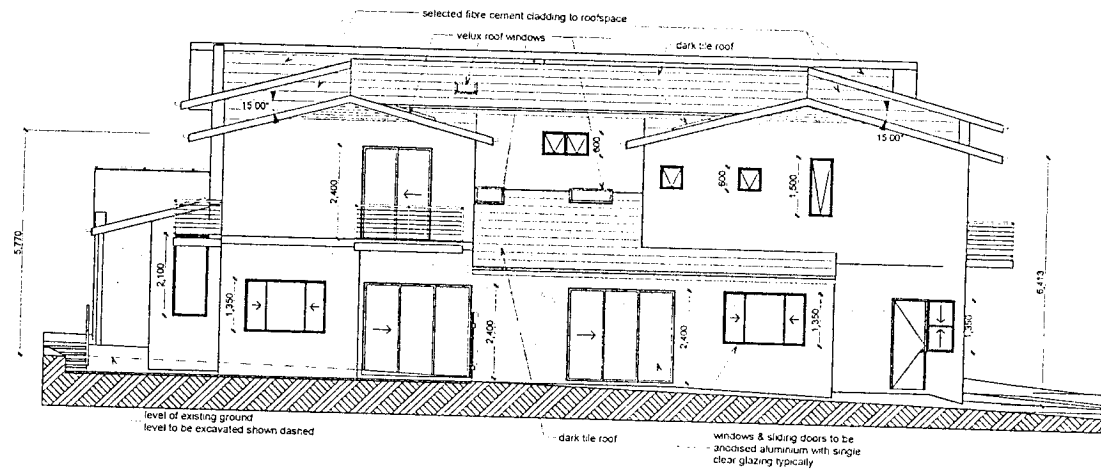 selected fibre cement cladding to roofspace
velux roof windows
dark tile roof
15.00°
15.00°
600
600
1,500
2,400
5,770
2,100
1,350
2,400
2,400
1,350
1,350
6,413
level of existing ground
level to be excavated shown dashed
dark tile roof
windows & sliding doors to be
anodised aluminium with single
clear glazing typically